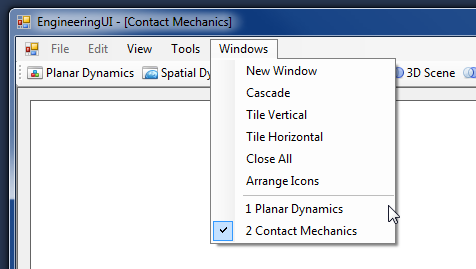 EngineeringUI - [Contact Mechanics]
File Edit View Tools Windows
Planar Dynamics Spatial Dy 3D Scene
New Window
Cascade
Tile Vertical
Tile Horizontal
Close All
Arrange Icons
1 Planar Dynamics
2 Contact Mechanics